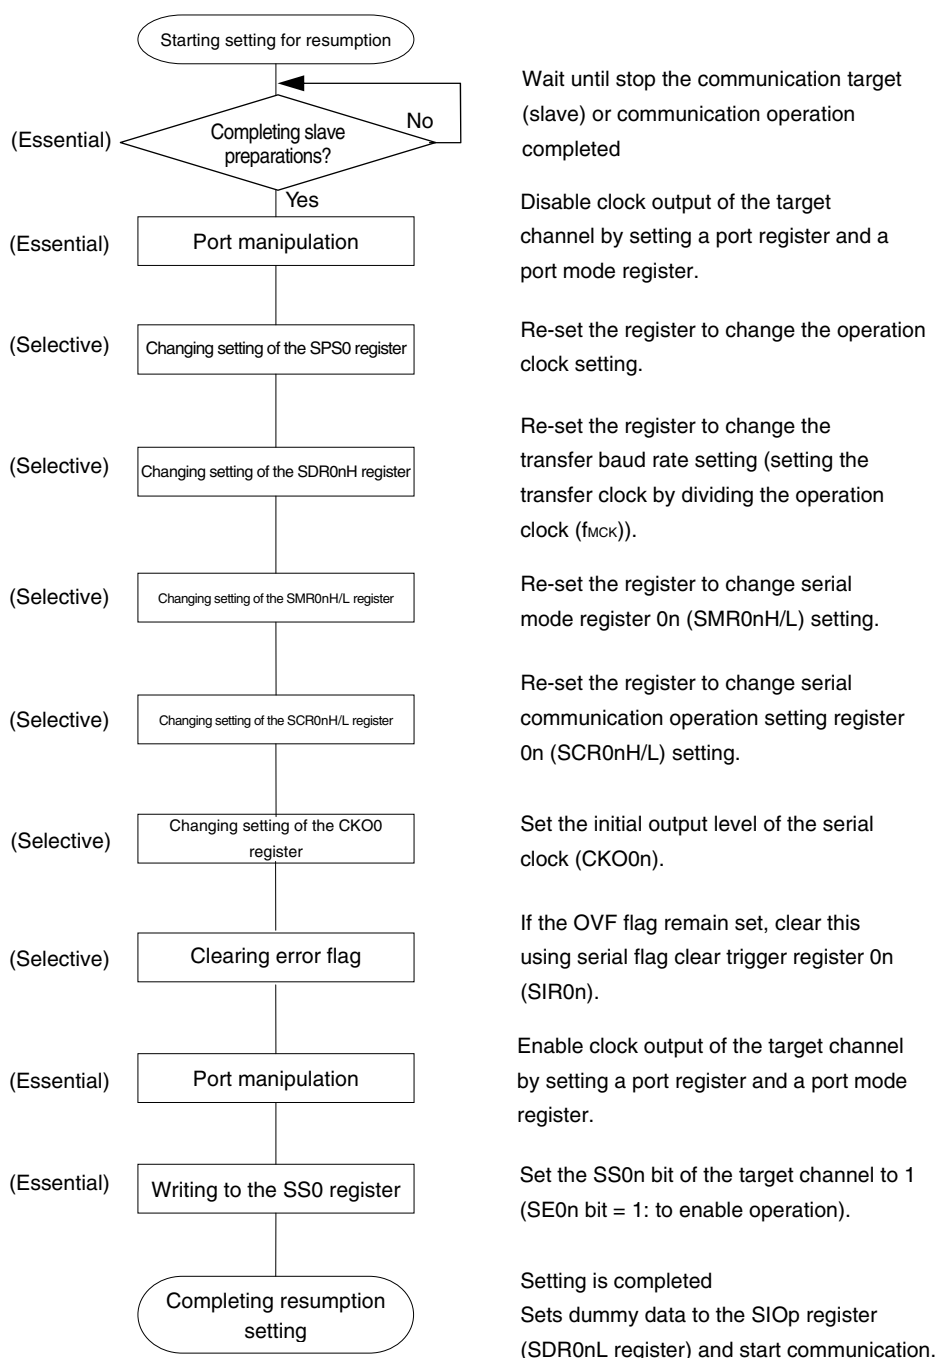 Starting setting for resumption
Wait until stop the communication target
(slave) or communication operation
completed
(Essential)
Completing slave
preparations?
No
Yes
Disable clock output of the target
channel by setting a port register and a
port mode register.
(Essential)
Port manipulation
(Selective)
Changing setting of the SPS0 register
Re-set the register to change the operation
clock setting.
(Selective)
Changing setting of the SDR0nH register
Re-set the register to change the
transfer baud rate setting (setting the
transfer clock by dividing the operation
clock (fMCK)).
(Selective)
Changing setting of the SMR0nH/L register
Re-set the register to change serial
mode register 0n (SMR0nH/L) setting.
(Selective)
Changing setting of the SCR0nH/L register
Re-set the register to change serial
communication operation setting register
0n (SCR0nH/L) setting.
(Selective)
Changing setting of the CKO0
register
Set the initial output level of the serial
clock (CKO0n).
(Selective)
Clearing error flag
If the OVF flag remain set, clear this
using serial flag clear trigger register 0n
(SIR0n).
(Essential)
Port manipulation
Enable clock output of the target channel
by setting a port register and a port mode
register.
(Essential)
Writing to the SS0 register
Set the SS0n bit of the target channel to 1
(SE0n bit = 1: to enable operation).
Completing resumption
setting
Setting is completed
Sets dummy data to the SIOp register
(SDR0nL register) and start communication.